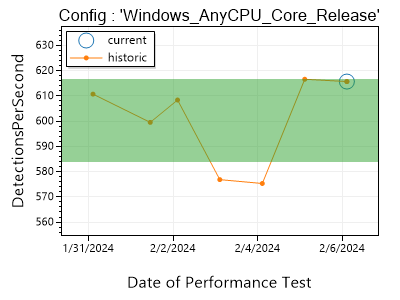 Config : 'Windows_AnyCPU_Core_Release'
current
historic
DetectionsPerSecond
630
620
610
600
590
580
570
560
1/31/2024
2/2/2024
2/4/2024
2/6/2024
Date of Performance Test